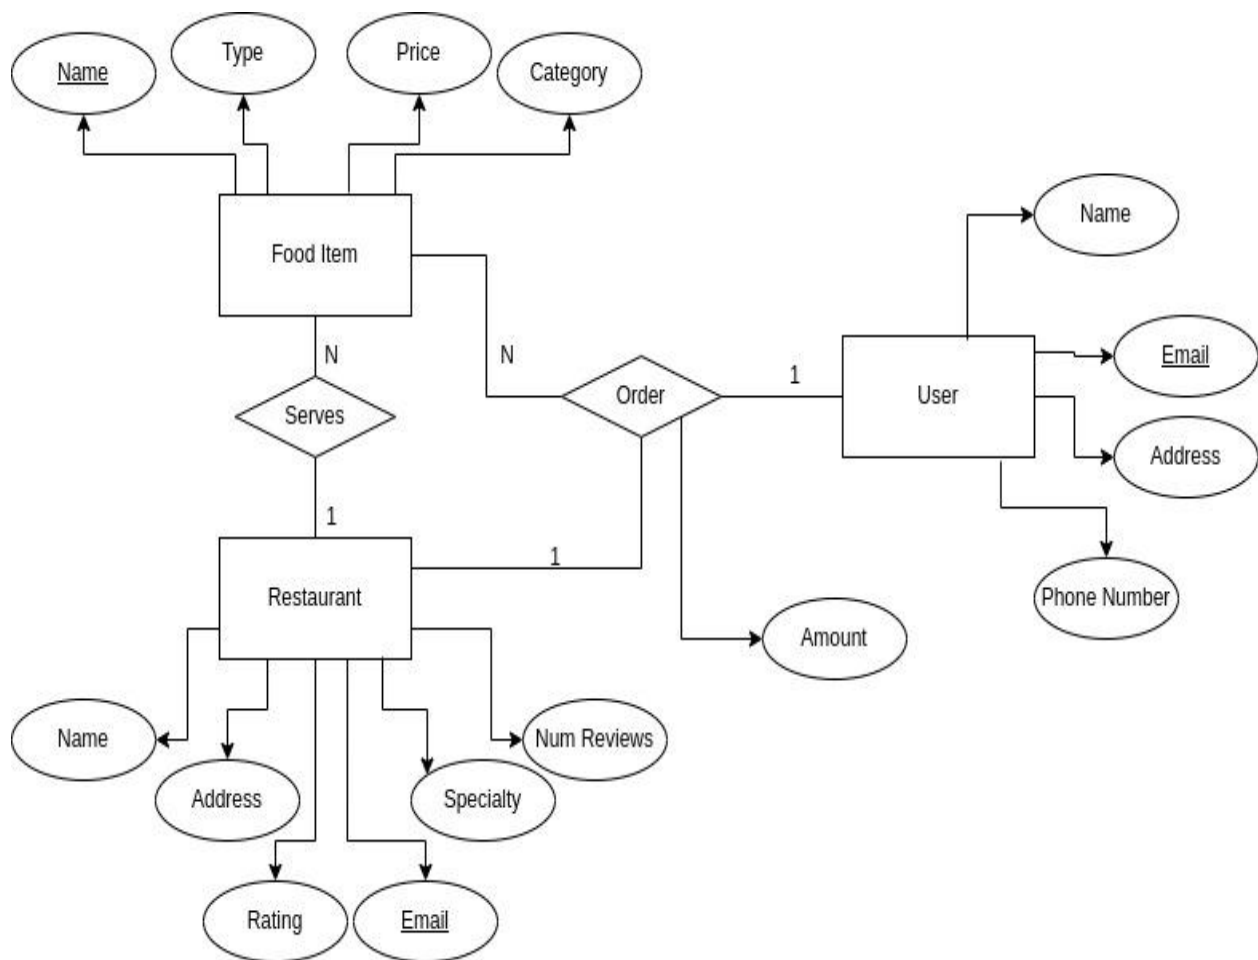 Name
Type
Price
Category
Food Item
Name
N
N
Order
1
User
Email
Serves
Address
1
1
Restaurant
Phone Number
Amount
Name
Num Reviews
Address
Specialty
Rating
Email